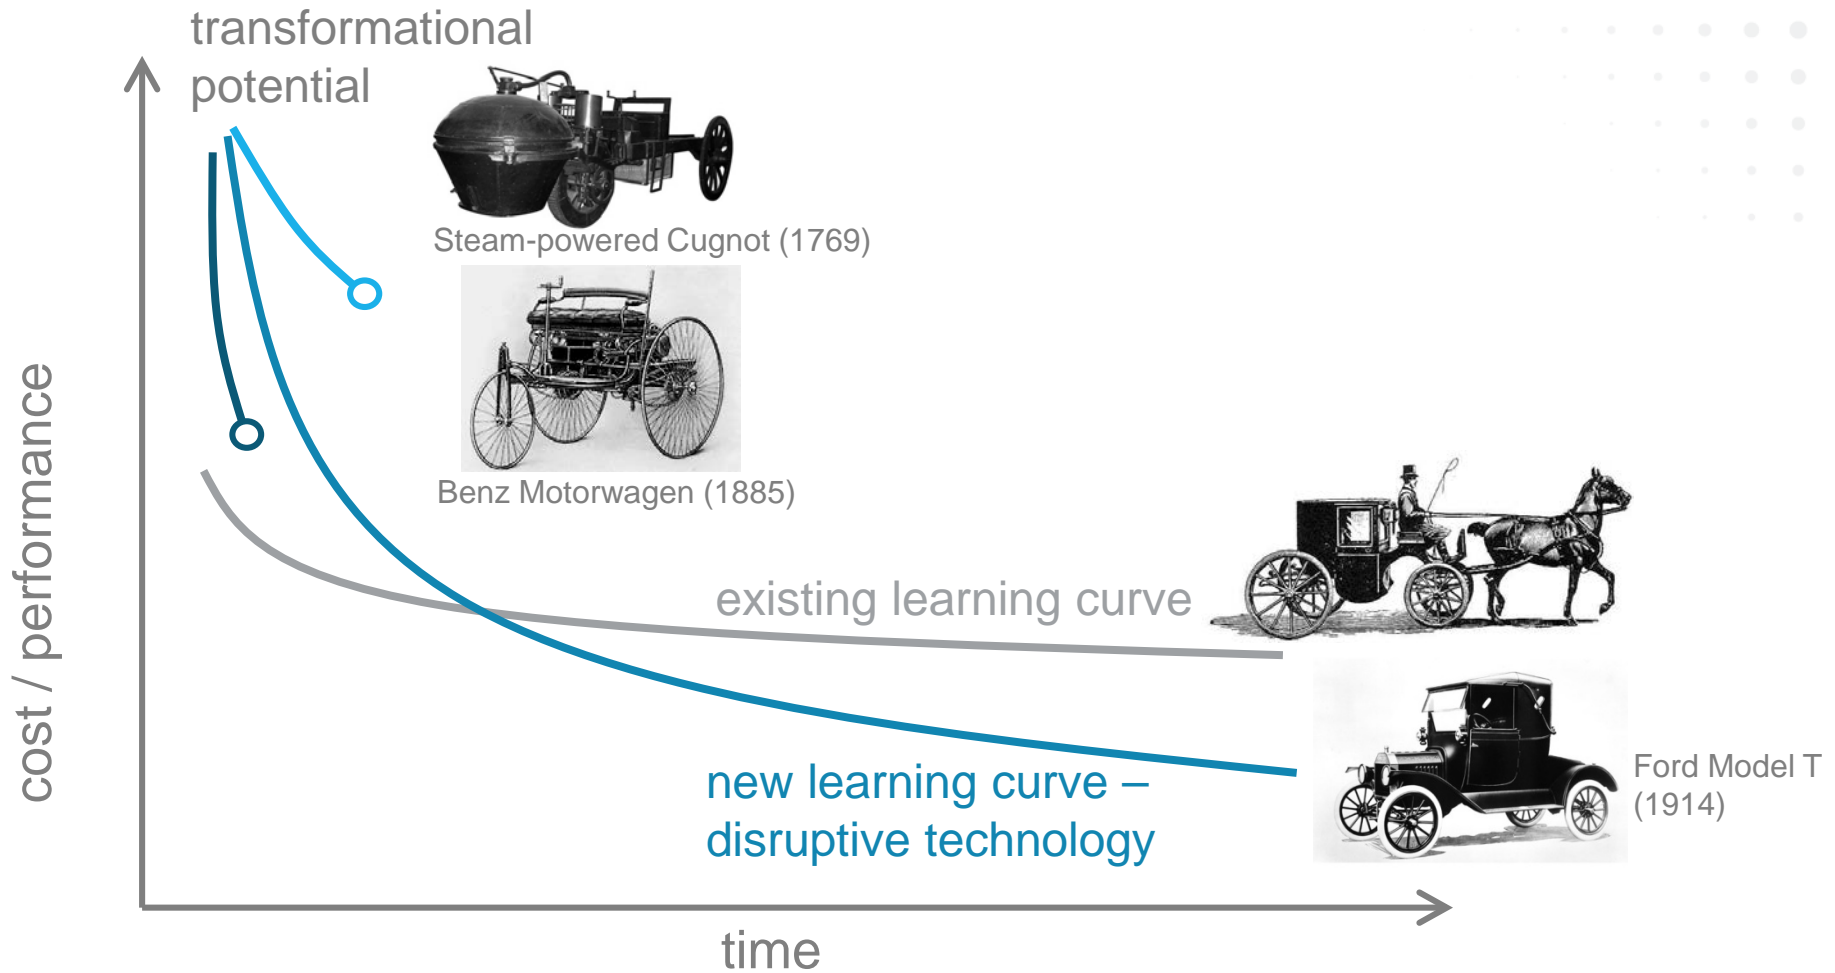 transformational
potential
Steam-powered Cugnot (1769)
Benz Motorwagen (1885)
cost / performance
existing learning curve
new learning curve –
disruptive technology
Ford Model T
(1914)
time